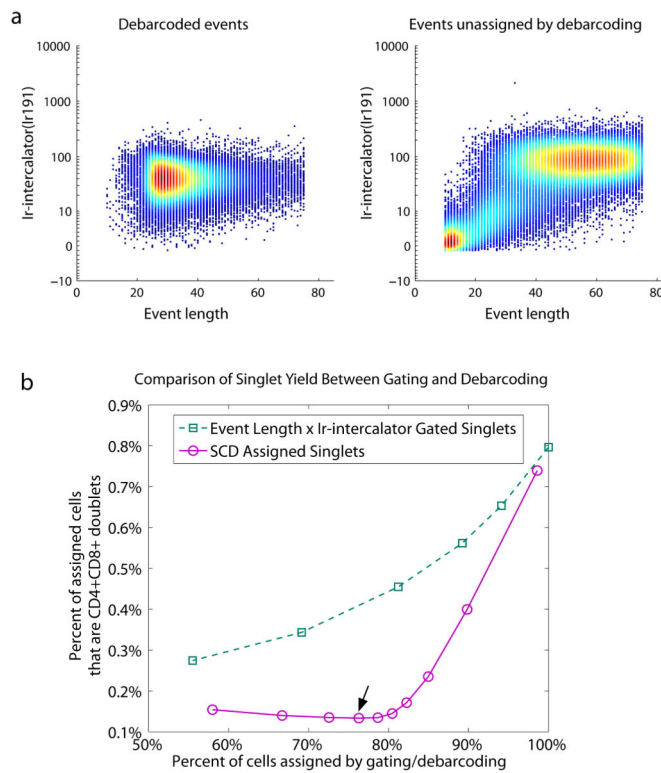 a
Debarcoded events
Events unassigned by debarcoding
Ir-intercalator(Ir191)
10000
1000
100
10
0
−10
0
20
40
60
80
Event length
Ir-intercalator(Ir191)
10000
1000
100
10
0
−10
0
20
40
60
80
Event length
b
Comparison of Singlet Yield Between Gating and Debarcoding
Percent of assigned cells
that are CD4+CD8+ doublets
0.9%
0.8%
0.7%
0.6%
0.5%
0.4%
0.3%
0.2%
0.1%
Event Length x Ir-intercalator Gated Singlets
SCD Assigned Singlets
50%
60%
70%
80%
90%
100%
Percent of cells assigned by gating/debarcoding